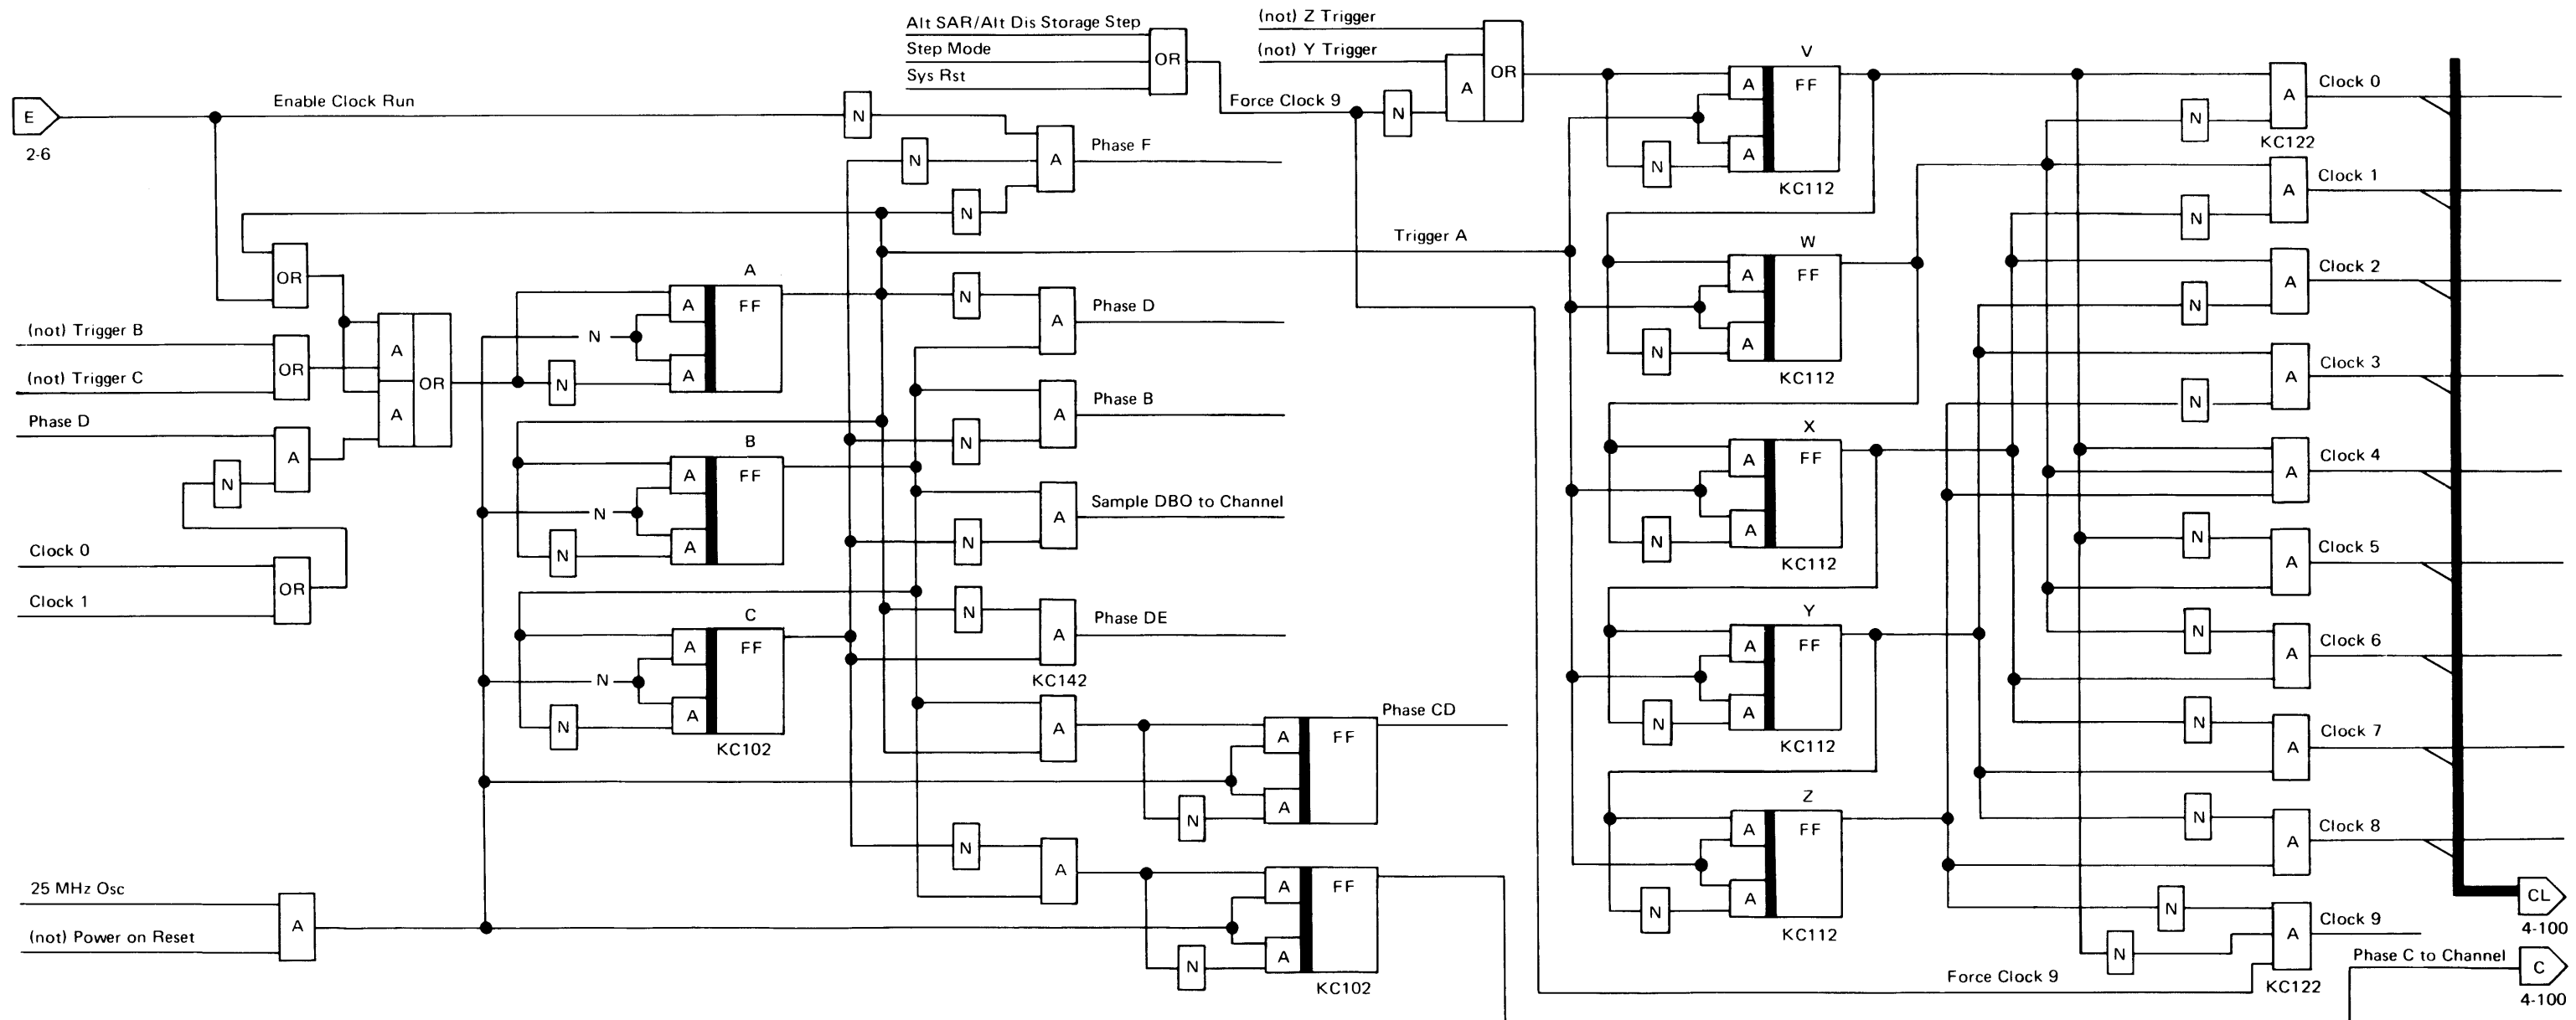 Alt SAR/Alt Dis Storage Step
Step Mode
Sys Rst
OR
Force Clock 9
N
(not) Z Trigger
(not) Y Trigger
A
OR
E
2-6
Enable Clock Run
N
N
N
A
Phase F
OR
(not) Trigger B
(not) Trigger C
OR
Phase D
A
N
Clock 0
Clock 1
OR
A
A
OR
N
25 MHz Osc
(not) Power on Reset
A
A
A
FF
N
A
B
A
FF
N
A
N
C
A
FF
N
A
N
KC102
Trigger A
N
A
Phase D
A
Phase B
N
A
Sample DBO to Channel
N
N
A
Phase DE
KC142
A
Phase CD
A
FF
A
N
N
A
A
FF
A
N
KC102
V
A
FF
A
N
KC112
W
A
FF
A
N
KC112
X
A
FF
A
N
KC112
Y
A
FF
A
N
KC112
Z
A
FF
A
N
KC112
A
Clock 0
N
KC122
A
Clock 1
N
A
Clock 2
N
A
Clock 3
N
A
Clock 4
N
A
Clock 5
N
A
Clock 6
N
A
Clock 7
N
A
Clock 8
N
A
Clock 9
N
Force Clock 9
KC122
CL
4-100
Phase C to Channel
C
4-100